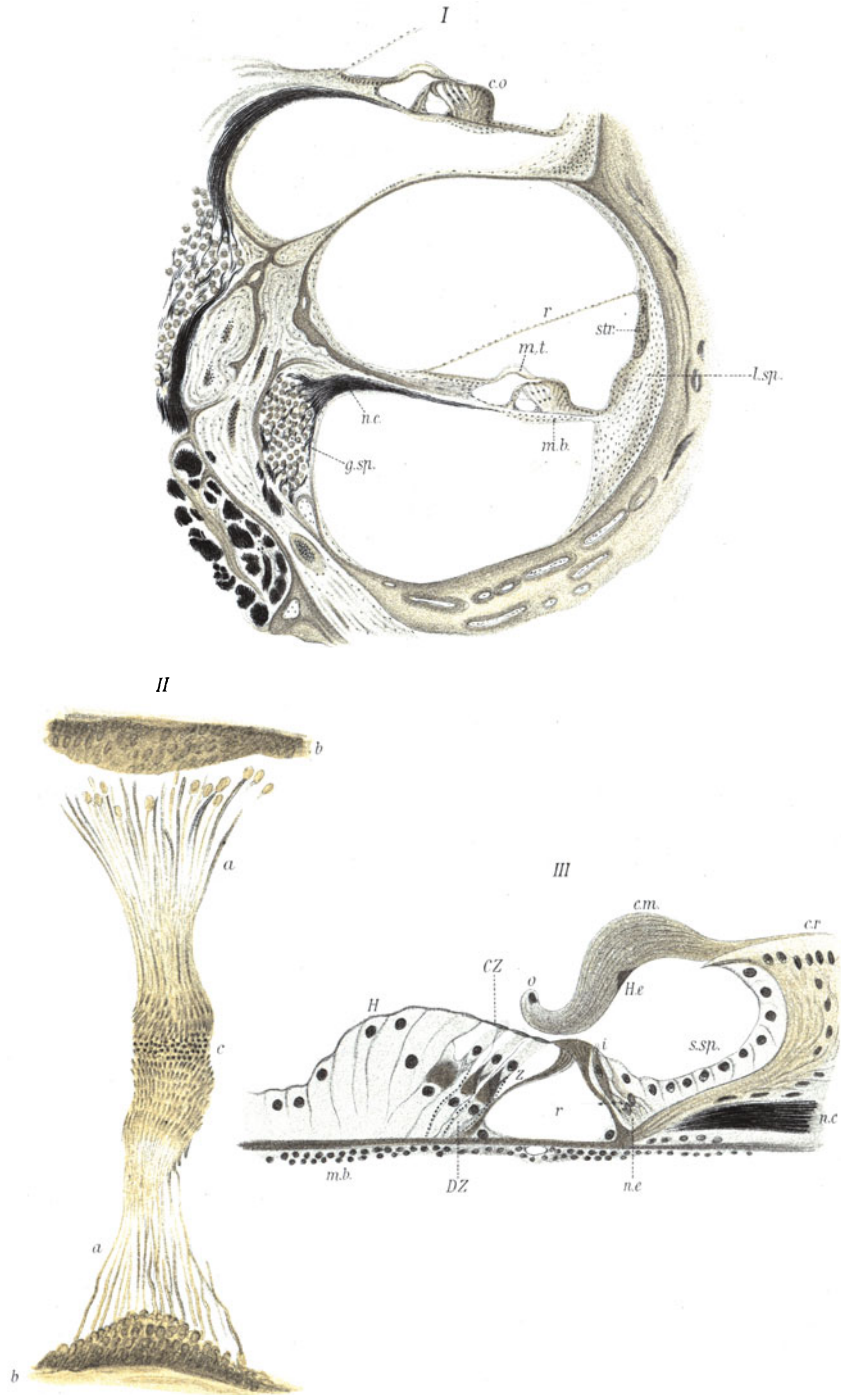 I
c.o
r
str.
m.t.
l.sp.
n.c.
m.b.
g.sp.
II
b
a
c
a
b
III
c.m.
c.r
CZ
o
H
H.e
i
s.sp.
z
r
n.c
m.b.
DZ
n.e